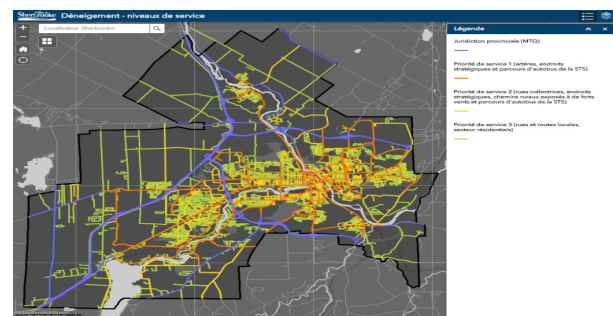 Sherbrooke
Déneigement - niveaux de service
Localisateur Sherbrooke
Légende
Juridiction provinciale (MTQ)
Priorité de service 1 (artères, endroits
stratégiques et parcours d'autobus de la STS)
Priorité de service 2 (rues collectrices, endroits
stratégiques, chemins ruraux exposés à de forts
vents et parcours d'autobus de la STS)
Priorité de service 3 (rues et routes locales,
secteur résidentiels)